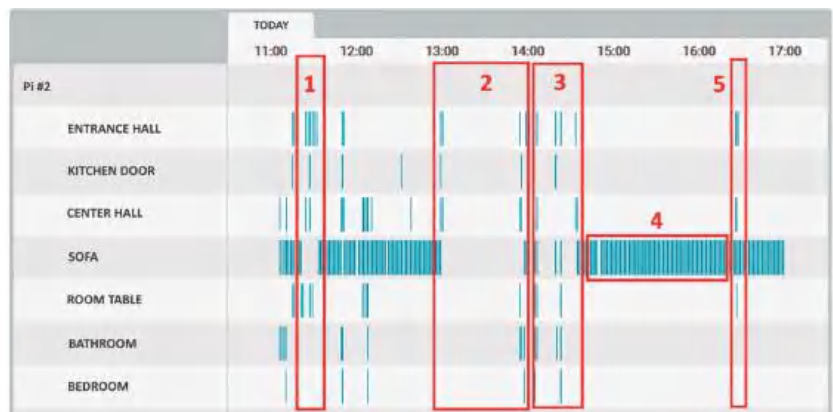 TODAY
11:00 12:00 13:00 14:00 15:00 16:00 17:00
Pi #2 1 2 3 5
ENTRANCE HALL
KITCHEN DOOR
CENTER HALL
4
SOFA
ROOM TABLE
BATHROOM
BEDROOM